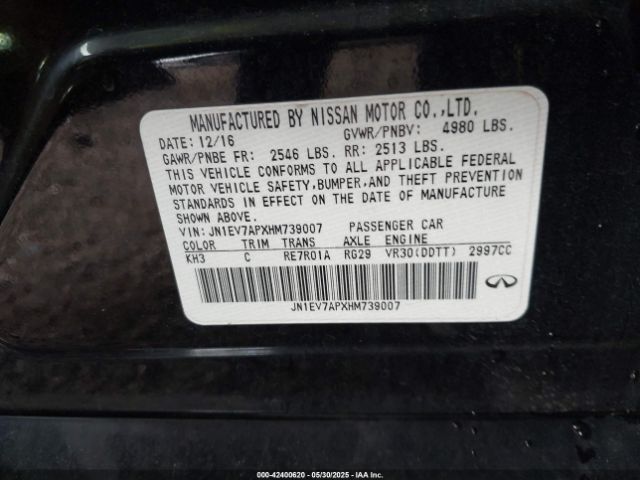 MANUFACTURED BY NISSAN MOTOR CO.,LTD.
DATE: 12/16 GVWR/PNBV: 4980 LBS.
GAWR/PNBE FR: 2546 LBS. RR: 2513 LBS.
THIS VEHICLE CONFORMS TO ALL APPLICABLE FEDERAL
MOTOR VEHICLE SAFETY, BUMPER, AND THEFT PREVENTION
STANDARDS IN EFFECT ON THE DATE OF MANUFACTURE
SHOWN ABOVE.
VIN: JN1EV7APXHM739007 PASSENGER CAR
COLOR TRIM TRANS AXLE ENGINE
KH3 C RE7R01A RG29 VR30(DDTT) 2997CC
JN1EV7APXHM739007
000-42400620 - 05/30/2025 - IAA Inc.